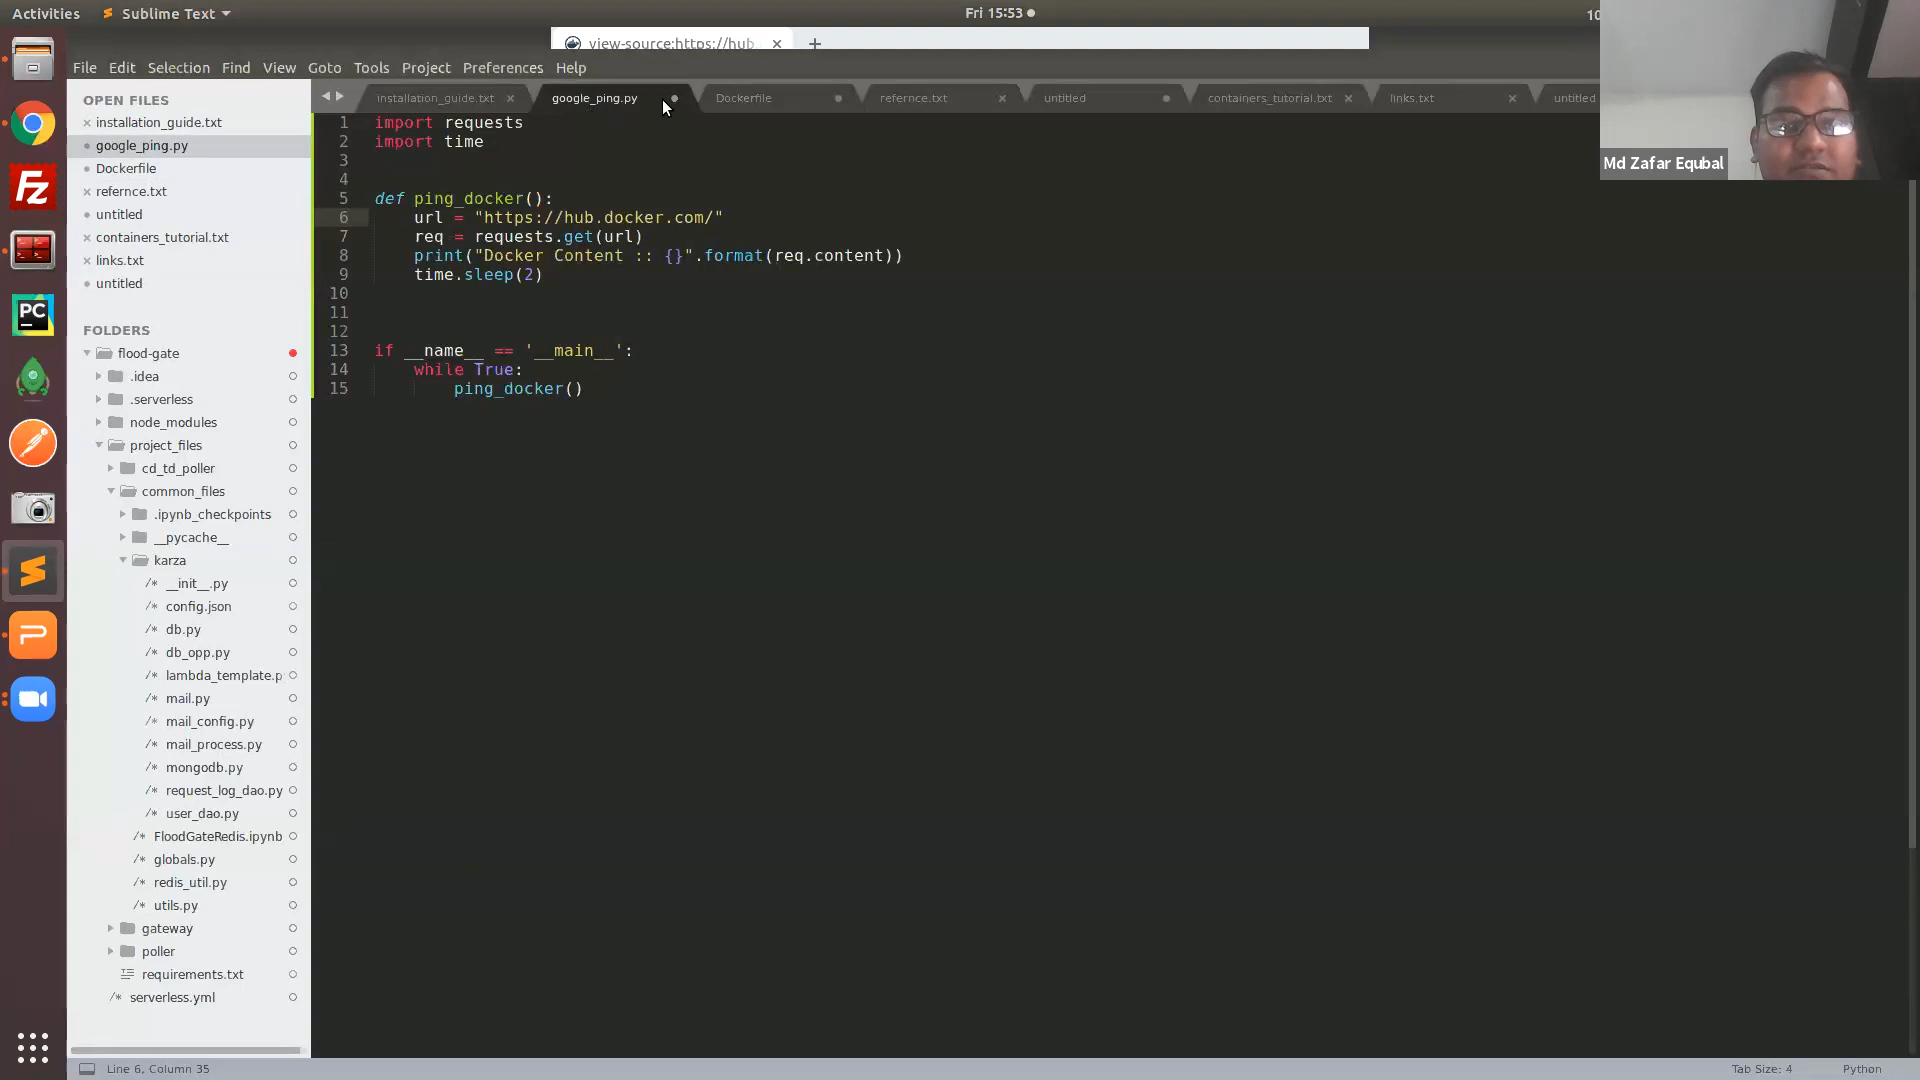 Activities
Sublime Text
Fri 15:53
10
view-source:https://hub
File Edit Selection Find View Goto Tools Project Preferences Help
Md Zafar Equbal
OPEN FILES
installation_guide.txt
google_ping.py
Dockerfile
refernce.txt
untitled
containers_tutorial.txt
links.txt
untitled
FOLDERS
flood-gate
.idea
.serverless
node_modules
project_files
cd_td_poller
common_files
.ipynb_checkpoints
__pycache__
karza
__init__.py
config.json
db.py
db_opp.py
lambda_template.p
mail.py
mail_config.py
mail_process.py
mongodb.py
request_log_dao.py
user_dao.py
FloodGateRedis.ipynb
globals.py
redis_util.py
utils.py
gateway
poller
requirements.txt
serverless.yml
installation_guide.txt google_ping.py Dockerfile refernce.txt untitled containers_tutorial.txt links.txt untitled
1 import requests
2 import time
3
4
5 def ping_docker():
6 url = "https://hub.docker.com/"
7 req = requests.get(url)
8 print("Docker Content :: {}".format(req.content))
9 time.sleep(2)
10
11
12
13 if __name__ == '__main__':
14 while True:
15 ping_docker()
Line 6, Column 35
Tab Size: 4
Python